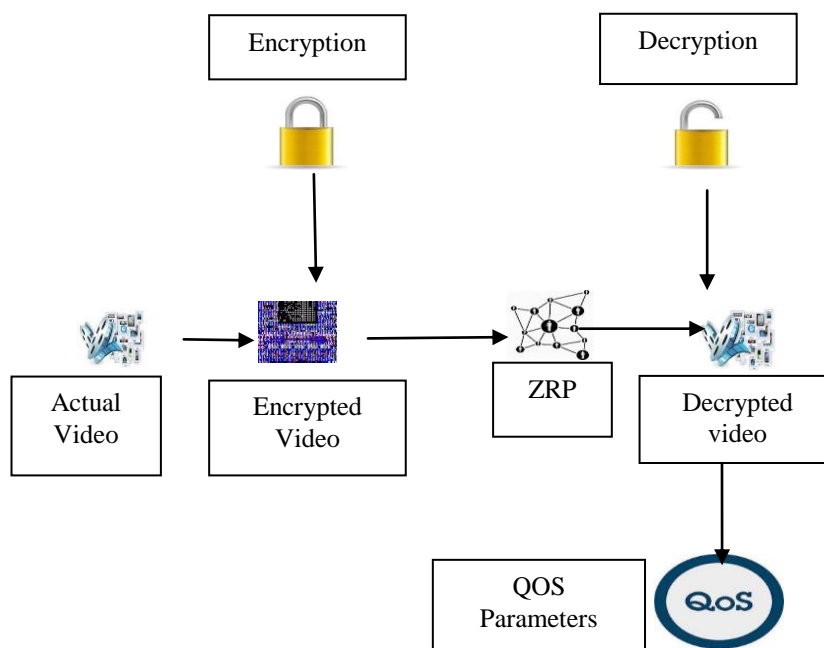 Encryption
Decryption
Actual
Video
Encrypted
Video
ZRP
Decrypted
video
QOS
Parameters
QoS